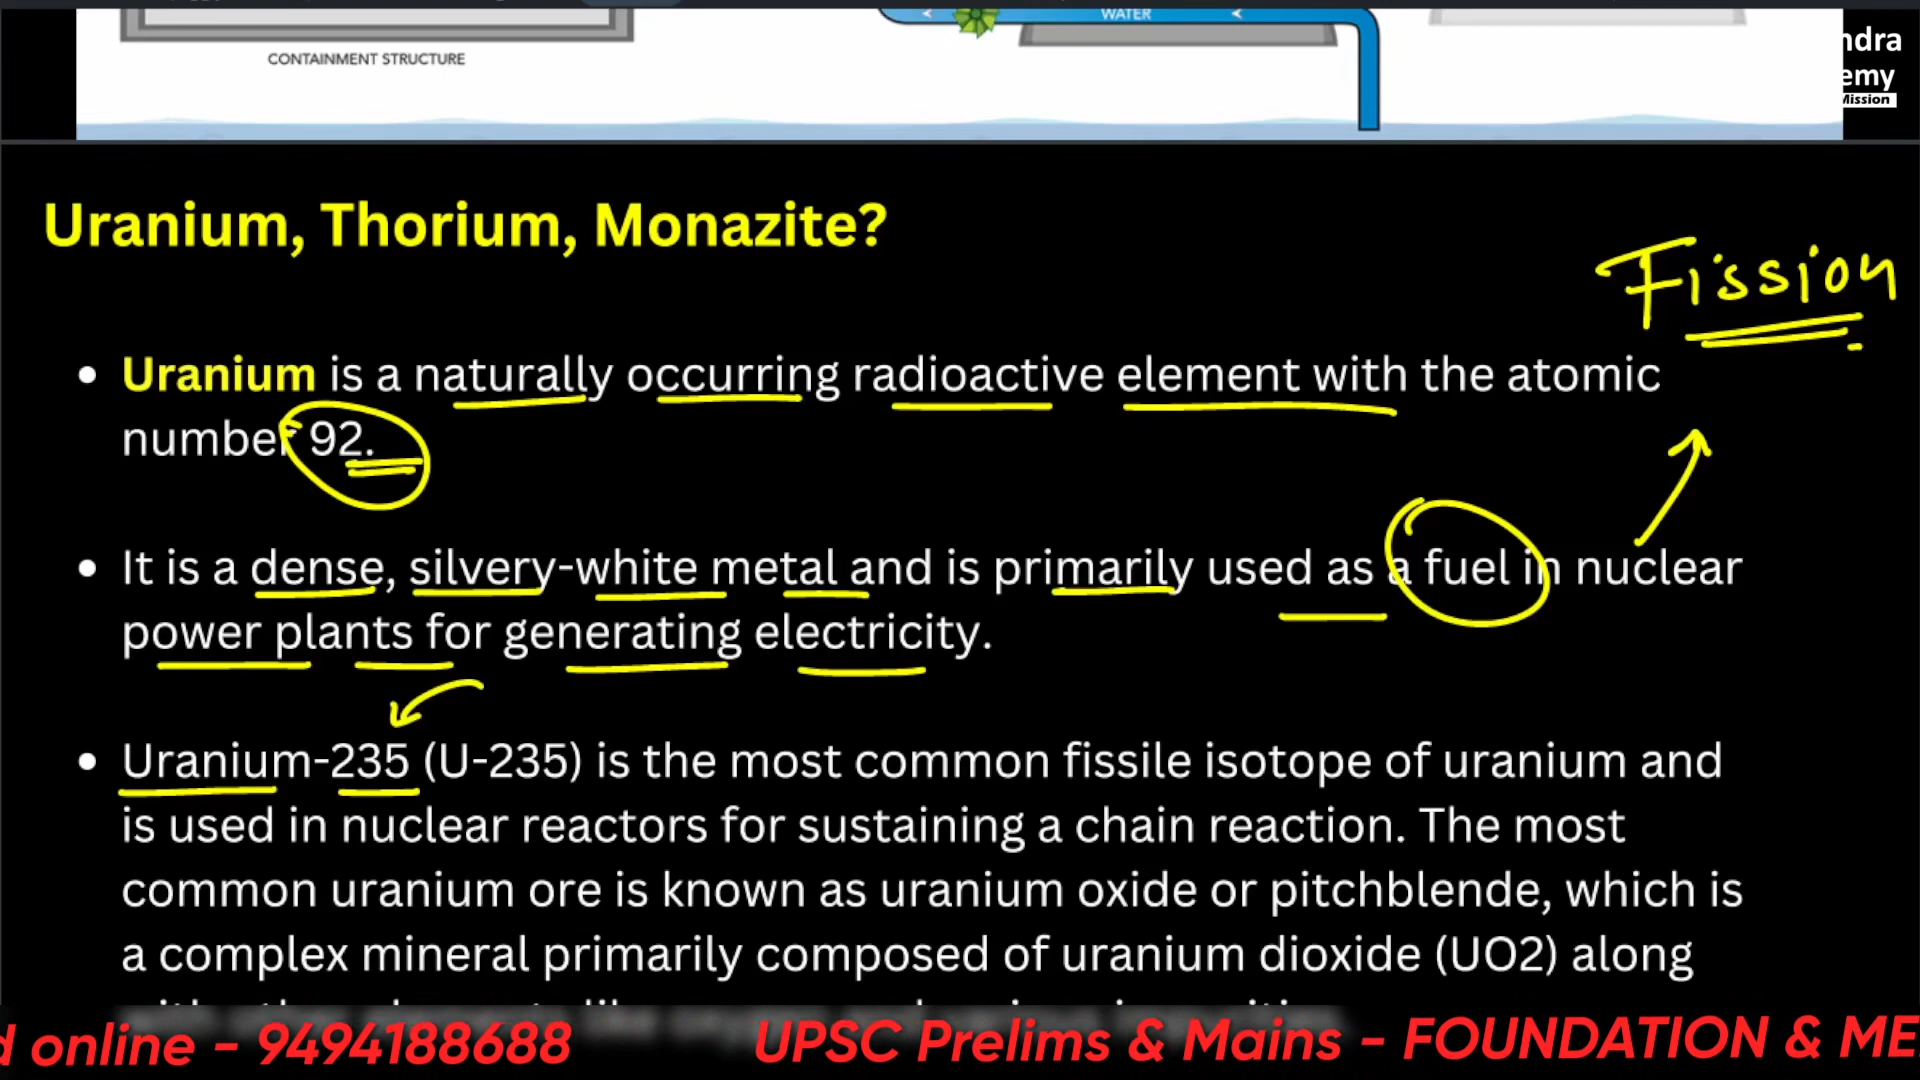 WATER
CONTAINMENT STRUCTURE
ndra
emy
Mission
Uranium, Thorium, Monazite?
Fission
Uranium is a naturally occurring radioactive element with the atomic
number 92.
It is a dense, silvery-white metal and is primarily used as a fuel in nuclear
power plants for generating electricity.
Uranium-235 (U-235) is the most common fissile isotope of uranium and
is used in nuclear reactors for sustaining a chain reaction. The most
common uranium ore is known as uranium oxide or pitchblende, which is
a complex mineral primarily composed of uranium dioxide (UO2) along
d online - 9494188688
UPSC Prelims & Mains - FOUNDATION & ME